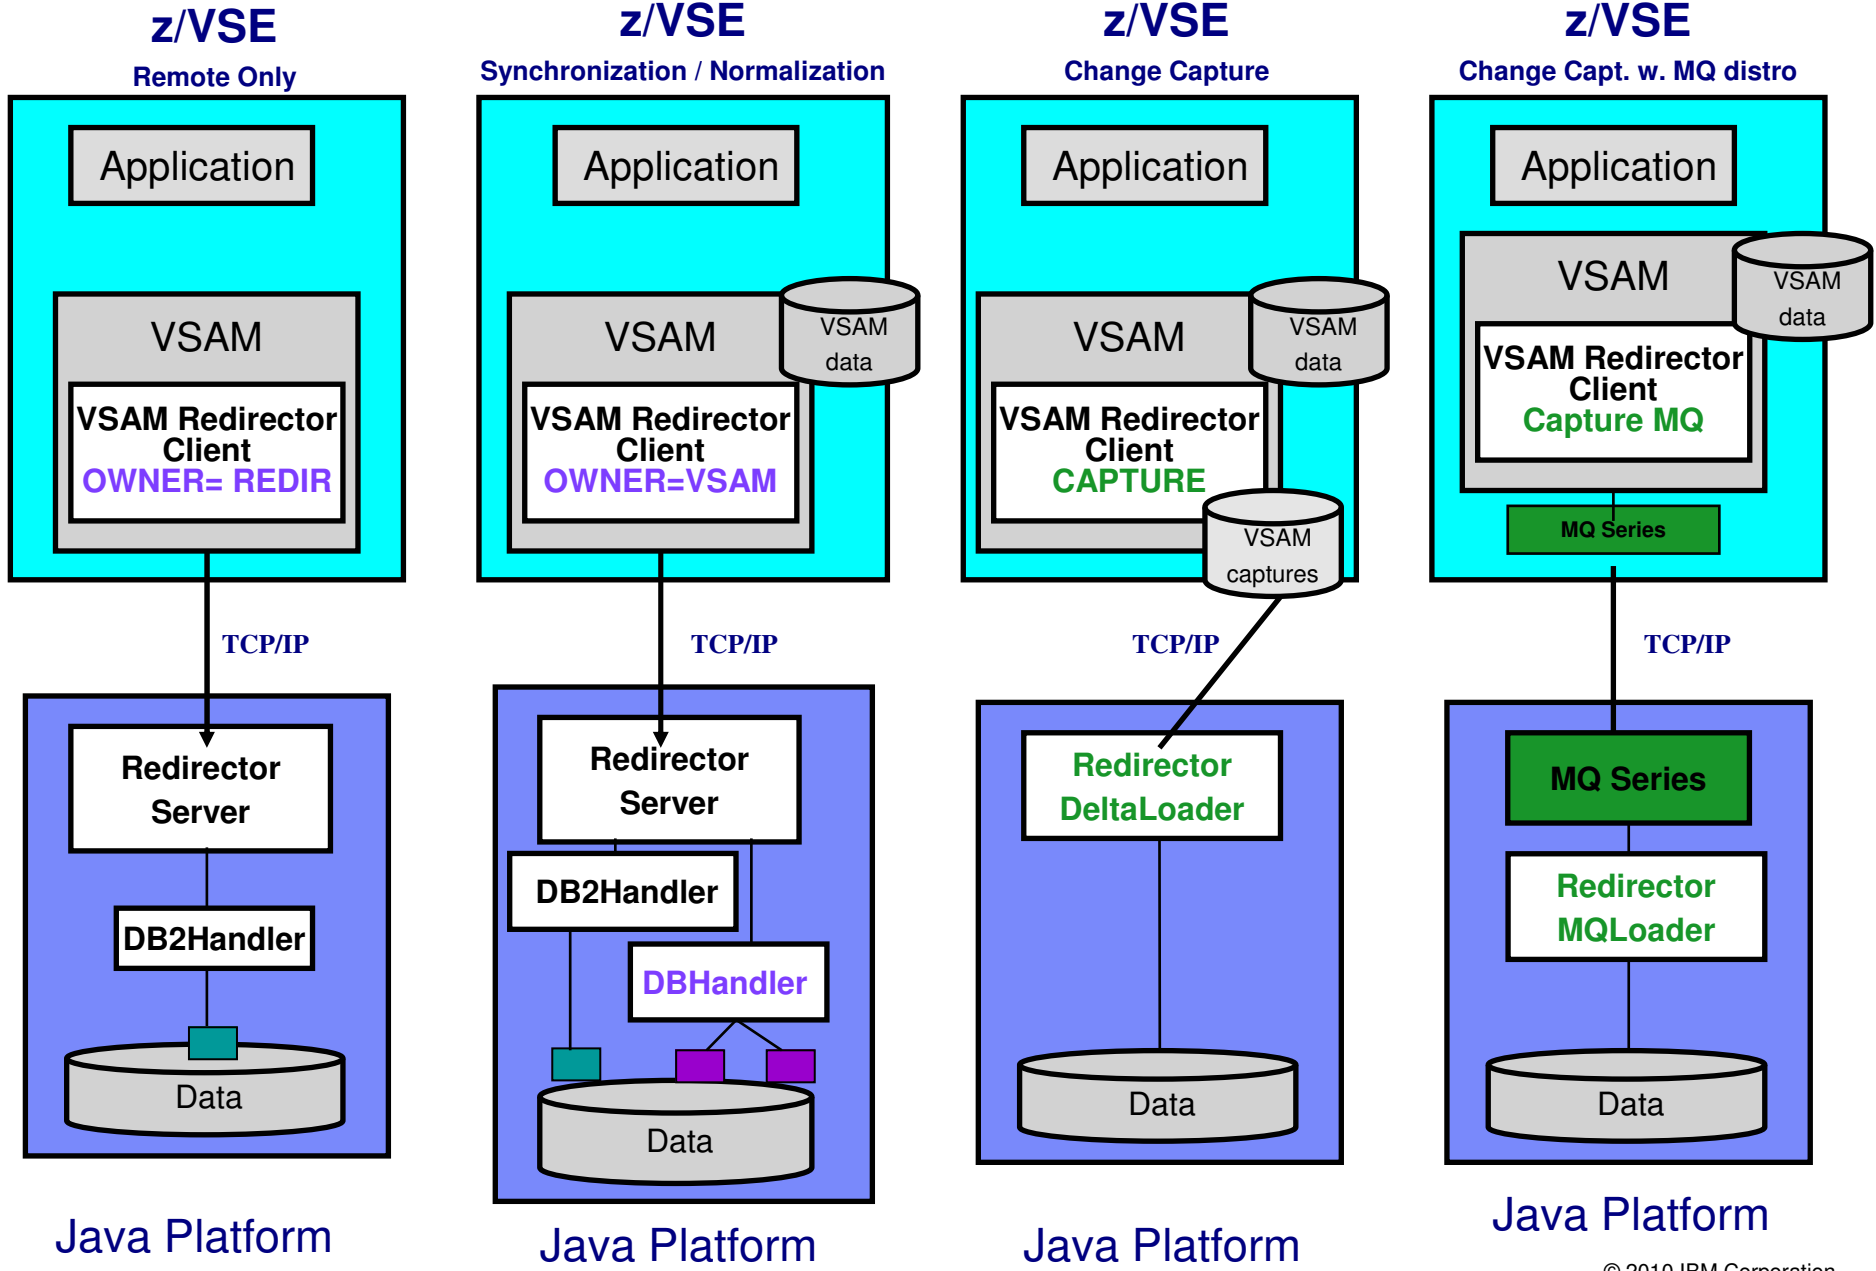 z/VSE
Remote Only
Application
VSAM
VSAM Redirector
Client
OWNER= REDIR
TCP/IP
Redirector
Server
DB2Handler
Data
Java Platform
z/VSE
Synchronization / Normalization
Application
VSAM
VSAM
data
VSAM Redirector
Client
OWNER=VSAM
TCP/IP
Redirector
Server
DB2Handler
DBHandler
Data
Java Platform
z/VSE
Change Capture
Application
VSAM
VSAM
data
VSAM Redirector
Client
CAPTURE
VSAM
captures
TCP/IP
Redirector
DeltaLoader
Data
Java Platform
z/VSE
Change Capt. w. MQ distro
Application
VSAM
VSAM
data
VSAM Redirector
Client
Capture MQ
MQ Series
TCP/IP
MQ Series
Redirector
MQLoader
Data
Java Platform
© 2010 IBM Corporation